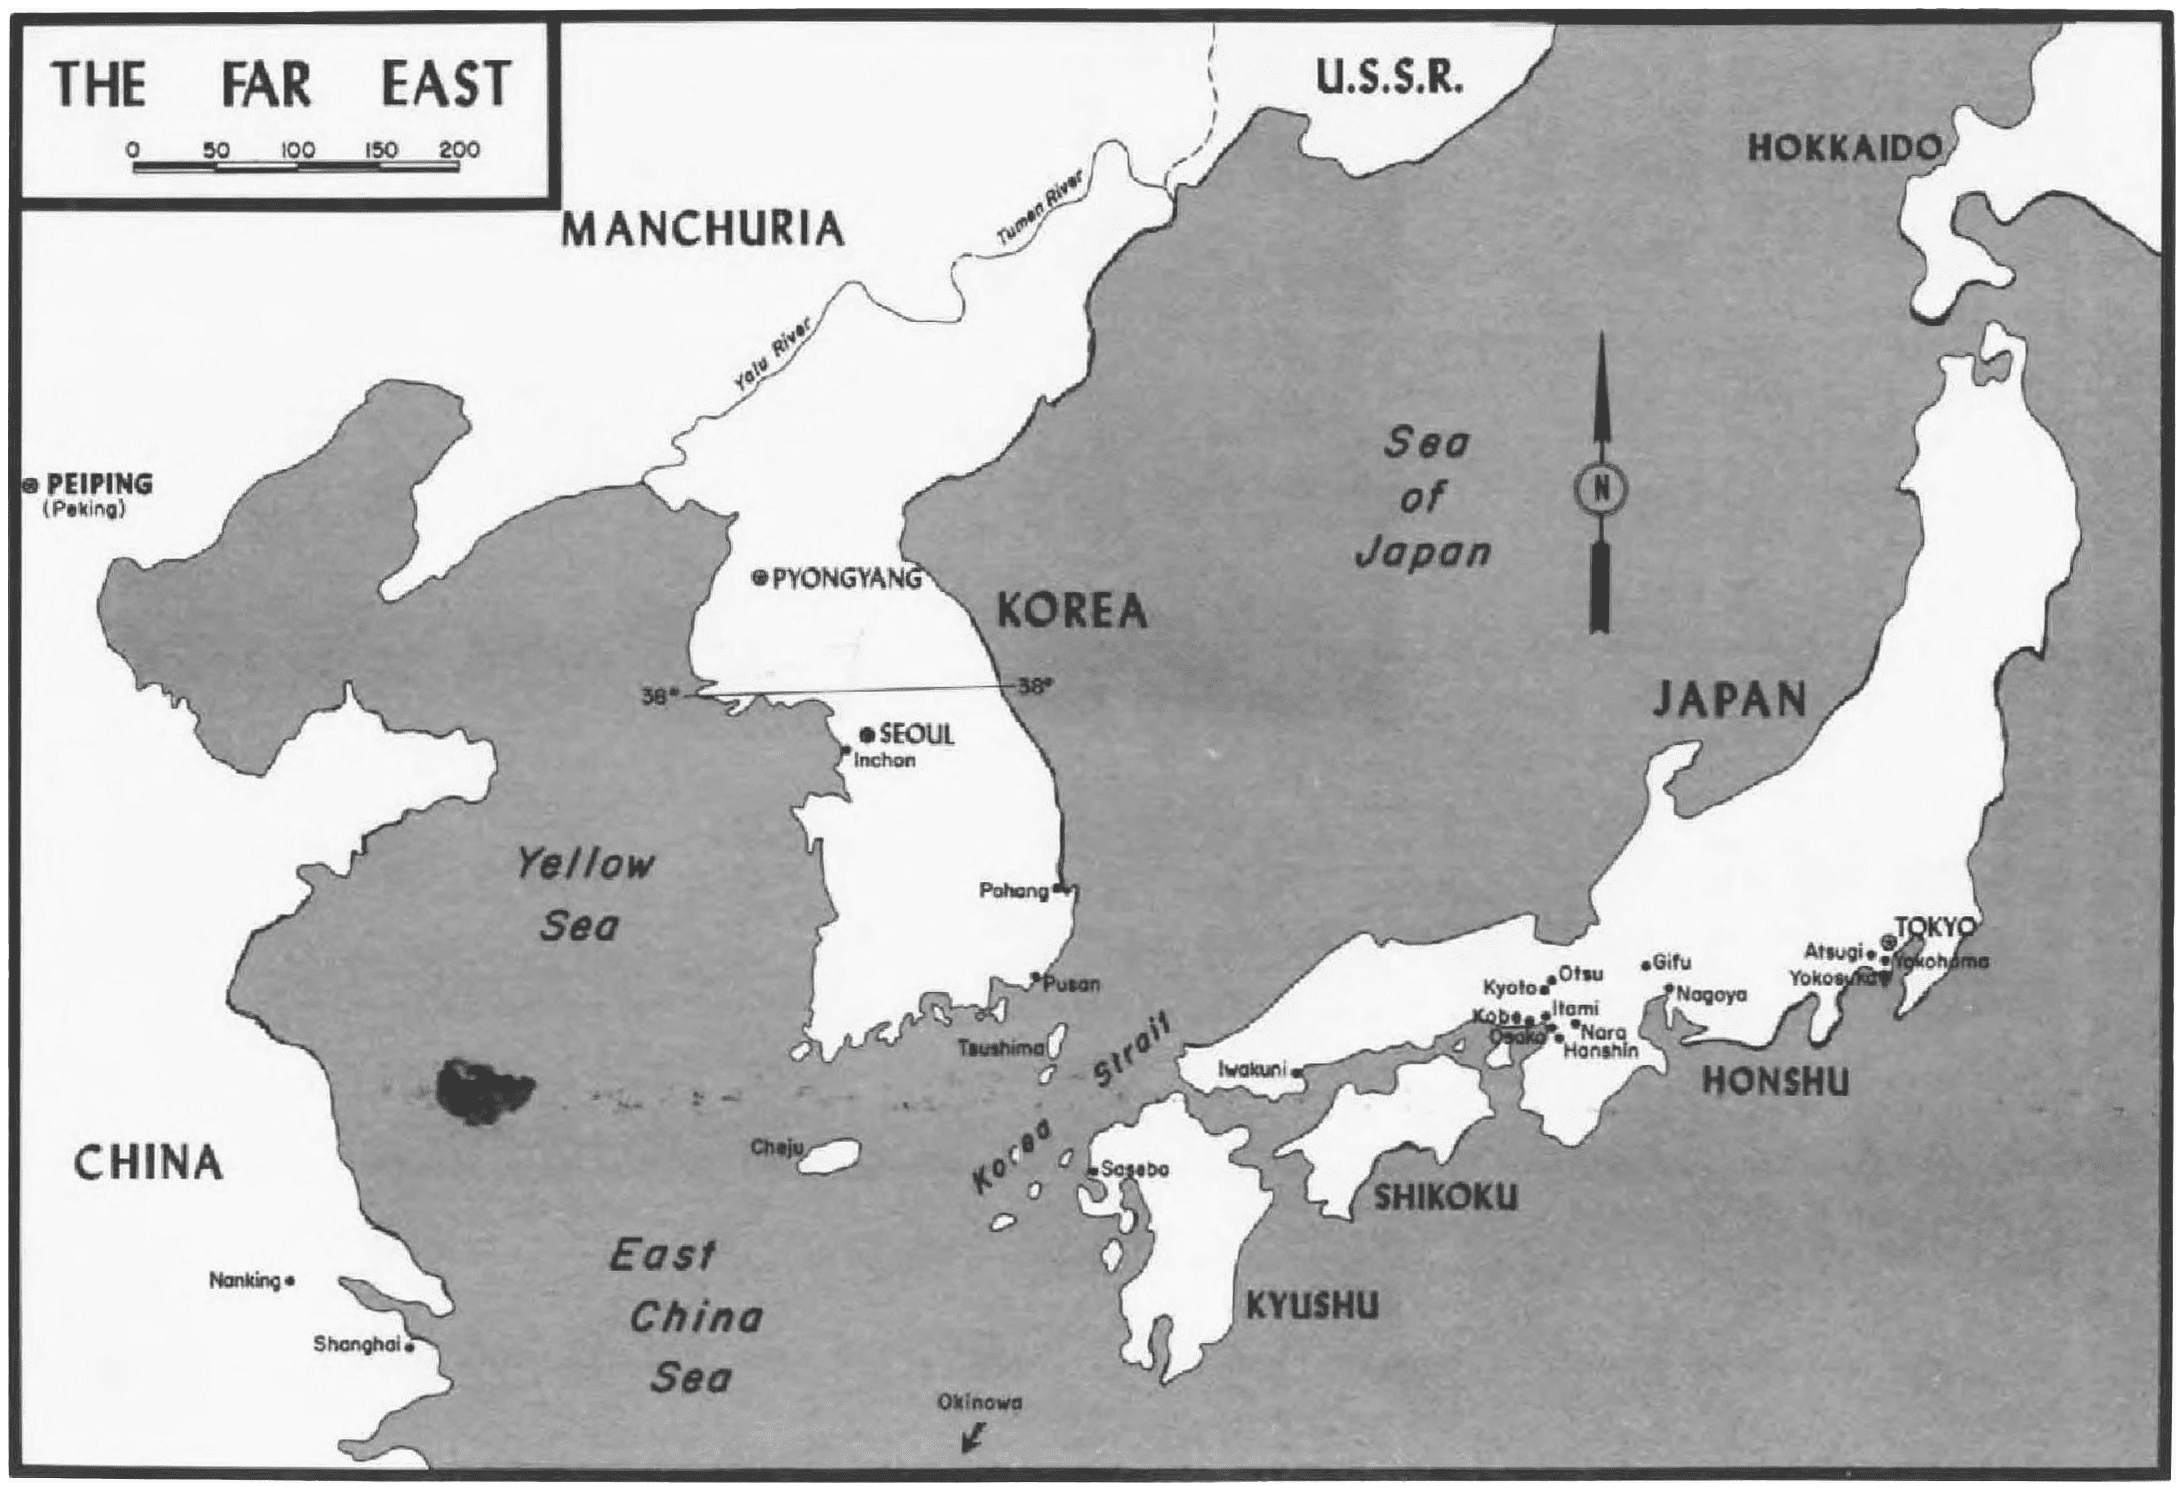 THE FAR EAST
0 50 100 150 200
U.S.S.R.
HOKKAIDO
MANCHURIA
Tumen River
Yalu River
PEIPING
(Peking)
Sea
of
Japan
N
PYONGYANG
KOREA
38°
38°
JAPAN
SEOUL
Inchon
Yellow
Sea
Pohang
Pusan
Tsushima
Korea Strait
TOKYO
Atsugi
Yokohama
Yokosuka
Gifu
Nagoya
Otsu
Kyoto
Itami
Kobe
Nara
Osaka
Hanshin
Iwakuni
HONSHU
CHINA
Cheju
Sasebo
SHIKOKU
KYUSHU
East
China
Sea
Nanking
Shanghai
Okinawa